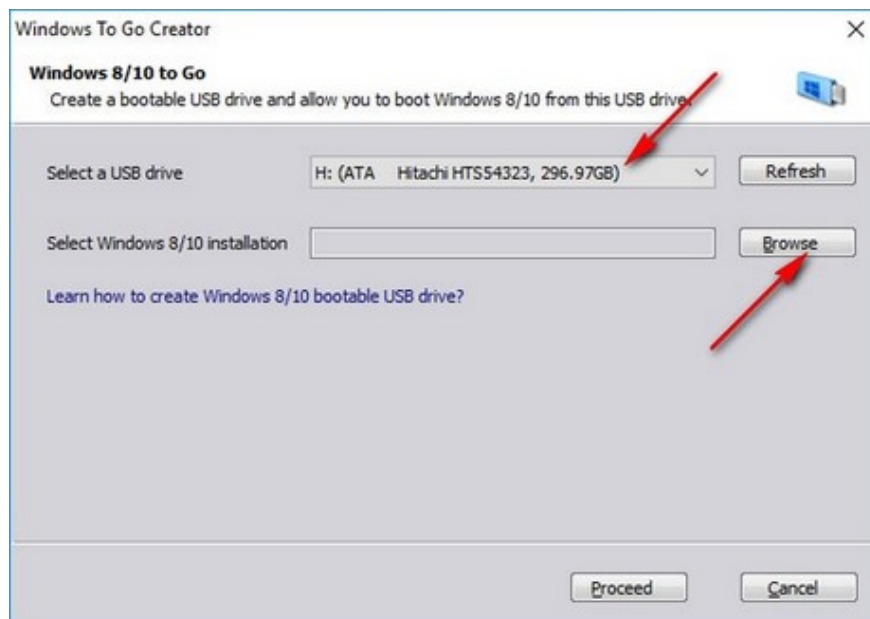 Windows To Go Creator
Windows 8/10 to Go
Create a bootable USB drive and allow you to boot Windows 8/10 from this USB drive.
Select a USB drive
H: (ATA Hitachi HTS54323, 296.97GB)
Refresh
Select Windows 8/10 installation
Browse
Learn how to create Windows 8/10 bootable USB drive?
Proceed
Cancel